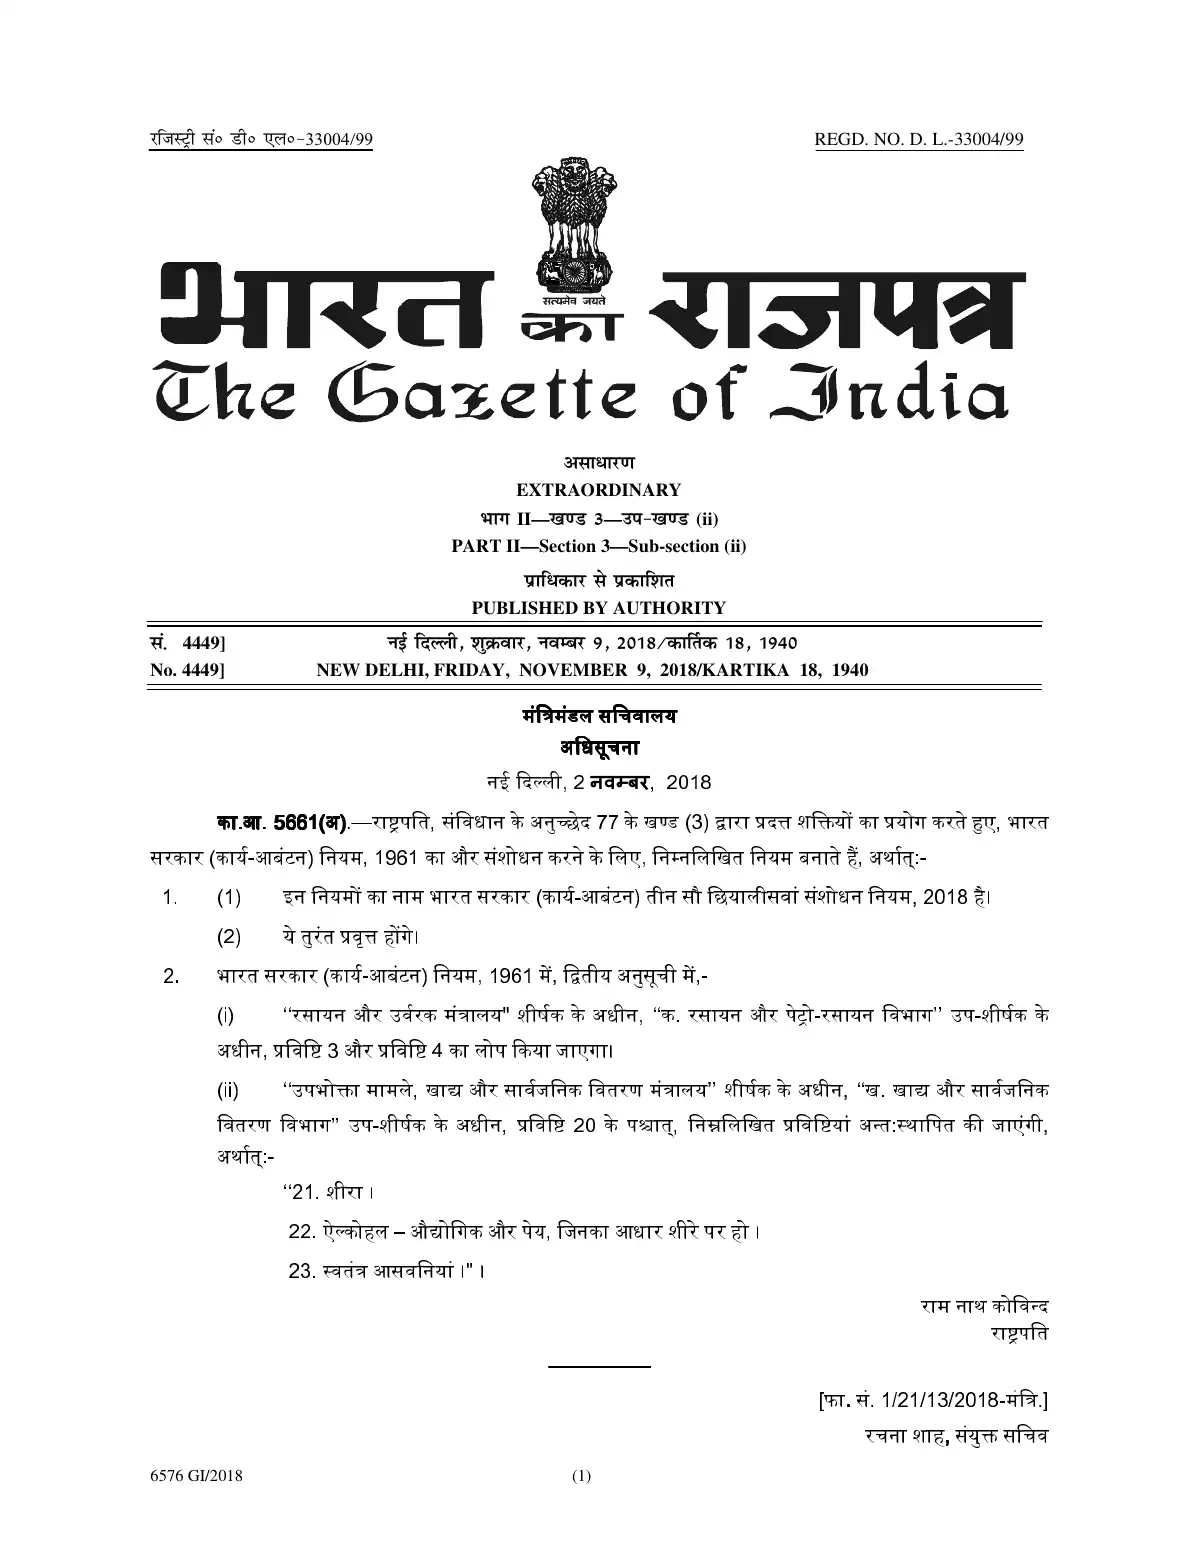 रजिस्ट्री सं० डी० एल०-33004/99
REGD. NO. D. L.-33004/99
सत्यमेव जयते
भारत का राजपत्र
The Gazette of India
असाधारण
EXTRAORDINARY
भाग II—खण्ड 3—उप-खण्ड (ii)
PART II—Section 3—Sub-section (ii)
प्राधिकार से प्रकाशित
PUBLISHED BY AUTHORITY
सं. 4449] नई दिल्ली, शुक्रवार, नवम्बर 9, 2018/कार्तिक 18, 1940
No. 4449] NEW DELHI, FRIDAY, NOVEMBER 9, 2018/KARTIKA 18, 1940
मंत्रिमंडल सचिवालय
अधिसूचना
नई दिल्ली, 2 नवम्बर, 2018
का.आ. 5661(अ).—राष्ट्रपति, संविधान के अनुच्छेद 77 के खण्ड (3) द्वारा प्रदत्त शक्तियों का प्रयोग करते हुए, भारत
सरकार (कार्य-आबंटन) नियम, 1961 का और संशोधन करने के लिए, निम्नलिखित नियम बनाते हैं, अर्थात्:-
1. (1) इन नियमों का नाम भारत सरकार (कार्य-आबंटन) तीन सौ छियालीसवां संशोधन नियम, 2018 है।
(2) ये तुरंत प्रवृत्त होंगे।
2. भारत सरकार (कार्य-आबंटन) नियम, 1961 में, द्वितीय अनुसूची में,-
(i) ‘‘रसायन और उर्वरक मंत्रालय" शीर्षक के अधीन, ‘‘क. रसायन और पेट्रो-रसायन विभाग’’ उप-शीर्षक के
अधीन, प्रविष्टि 3 और प्रविष्टि 4 का लोप किया जाएगा।
(ii) ‘‘उपभोक्ता मामले, खाद्य और सार्वजनिक वितरण मंत्रालय’’ शीर्षक के अधीन, ‘‘ख. खाद्य और सार्वजनिक
वितरण विभाग’’ उप-शीर्षक के अधीन, प्रविष्टि 20 के पश्चात्, निम्नलिखित प्रविष्टियां अन्त:स्थापित की जाएंगी,
अर्थात्:-
‘‘21. शीरा ।
22. ऐल्कोहल – औद्योगिक और पेय, जिनका आधार शीरे पर हो ।
23. स्वतंत्र आसवनियां ।" ।
राम नाथ कोविन्द
राष्ट्रपति
[फा. सं. 1/21/13/2018-मंत्रि.]
रचना शाह, संयुक्त सचिव
6576 GI/2018 (1)